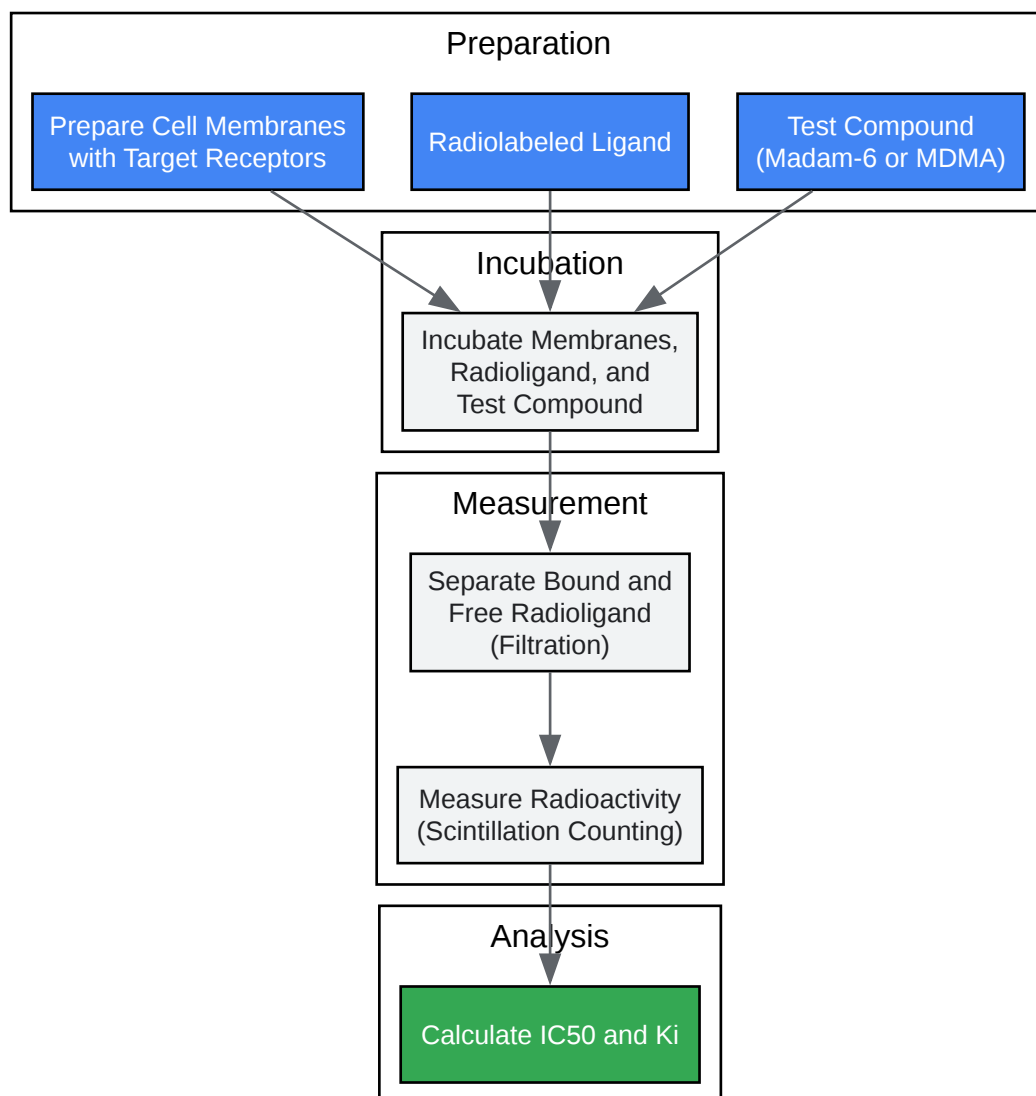 Preparation
Prepare Cell Membranes
with Target Receptors
Radiolabeled Ligand
Test Compound
(Madam-6 or MDMA)
Incubation
Incubate Membranes,
Radioligand, and
Test Compound
Measurement
Separate Bound and
Free Radioligand
(Filtration)
Measure Radioactivity
(Scintillation Counting)
Analysis
Calculate IC50 and Ki